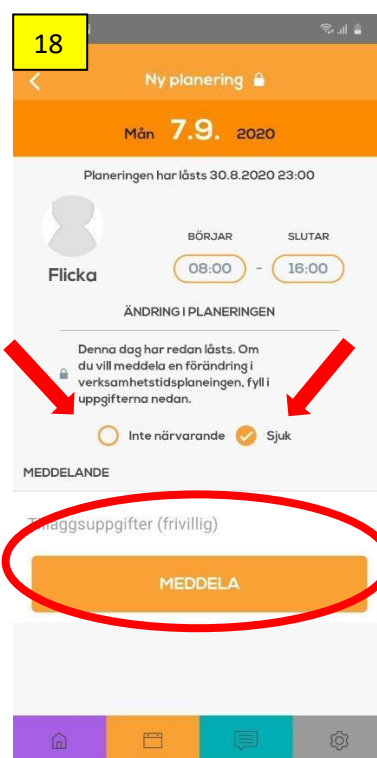 18
Ny planering
Mån 7.9. 2020
Planeringen har låsts 30.8.2020 23:00
BÖRJAR SLUTAR
Flicka 08:00 - 16:00
ÄNDRING I PLANERINGEN
Denna dag har redan låsts. Om
du vill meddela en förändring i
verksamhetstidsplaneingen, fyll i
uppgifterna nedan.
Inte närvarande Sjuk
MEDDELANDE
Tilläggsuppgifter (frivillig)
MEDDELA